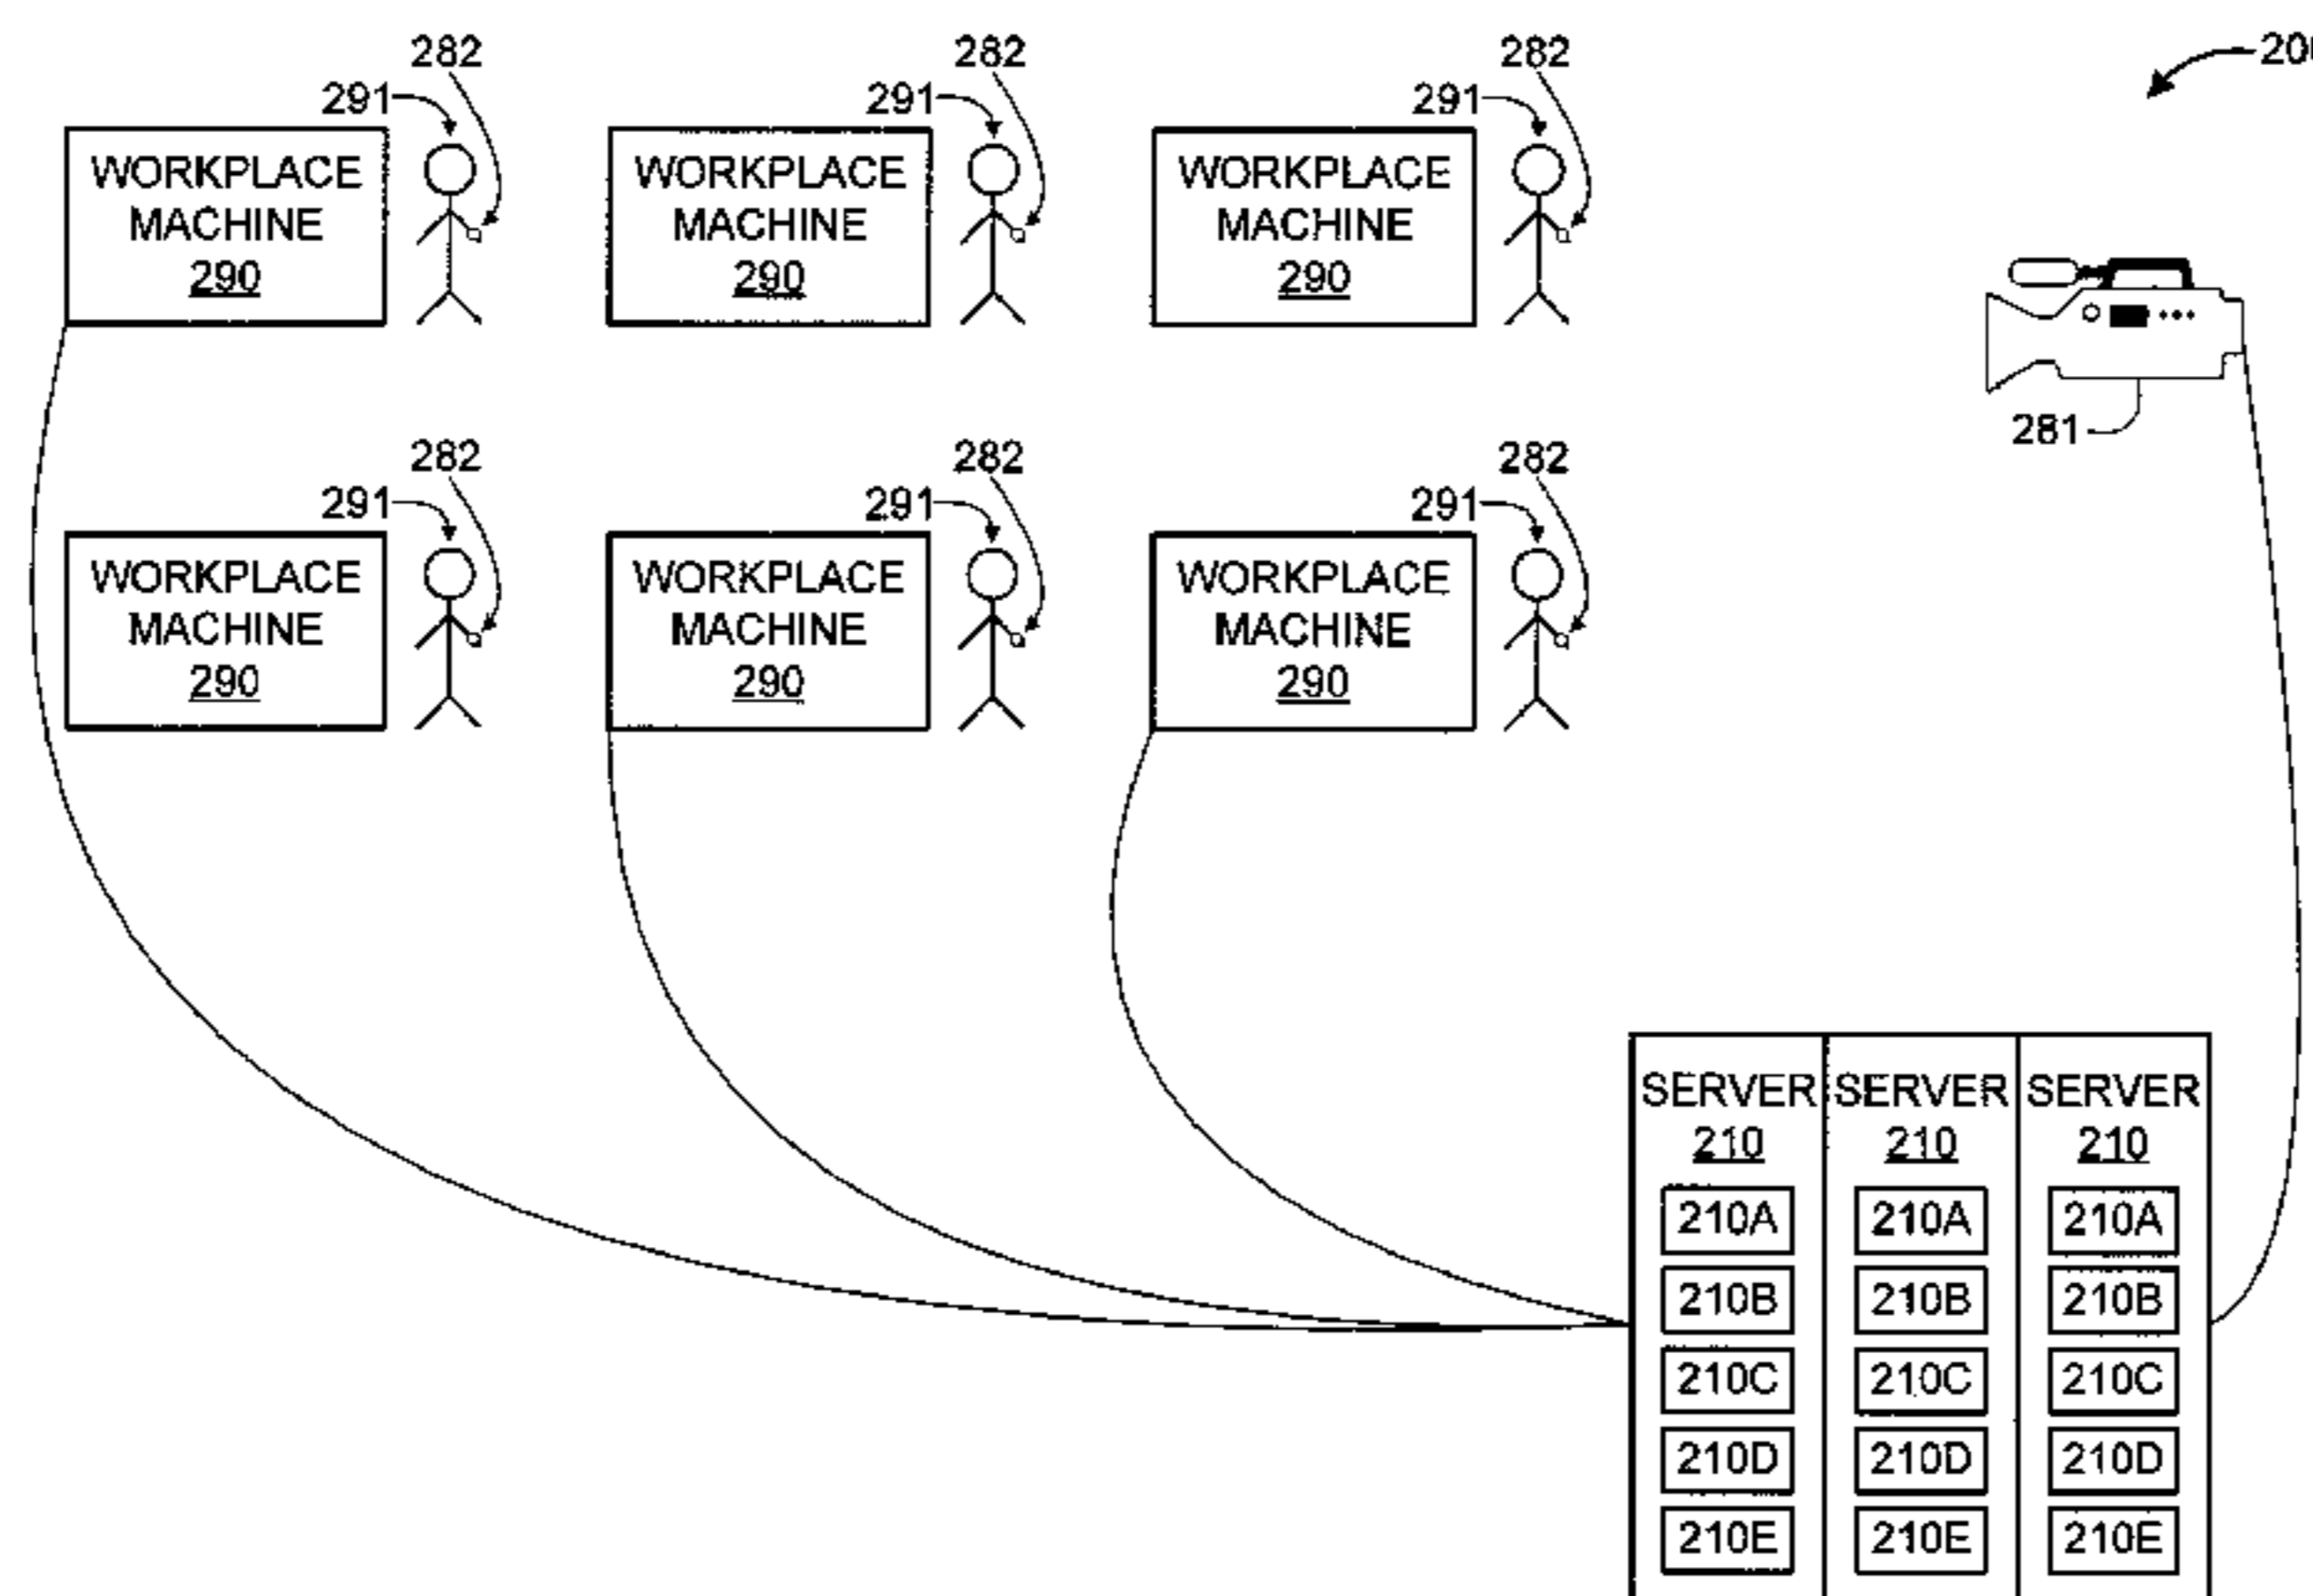 282 282 282 200
291 291 291
WORKPLACE WORKPLACE WORKPLACE
MACHINE MACHINE MACHINE
290 290 290
281
282 282 282
291 291 291
WORKPLACE WORKPLACE WORKPLACE
MACHINE MACHINE MACHINE
290 290 290
SERVER SERVER SERVER
210 210 210
210A 210A 210A
210B 210B 210B
210C 210C 210C
210D 210D 210D
210E 210E 210E